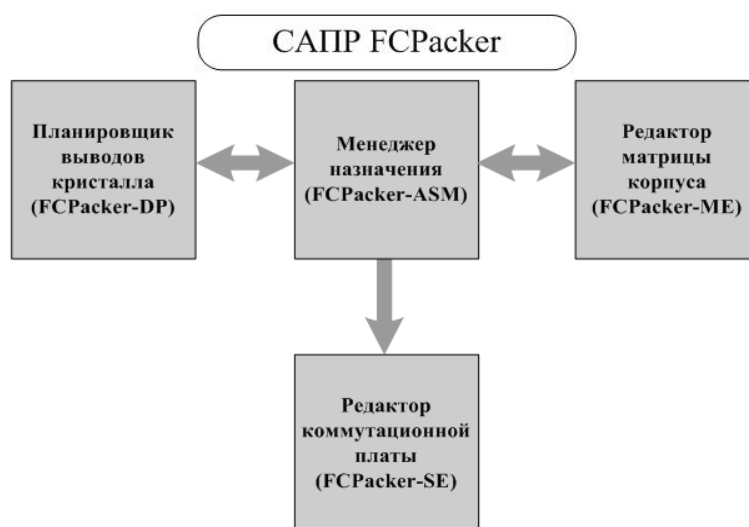 САПР FCPacker
Планировщик
выводов
кристалла
(FCPacker-DP)
Менеджер
назначения
(FCPacker-ASM)
Редактор
матрицы
корпуса
(FCPacker-ME)
Редактор
коммутационной
платы
(FCPacker-SE)